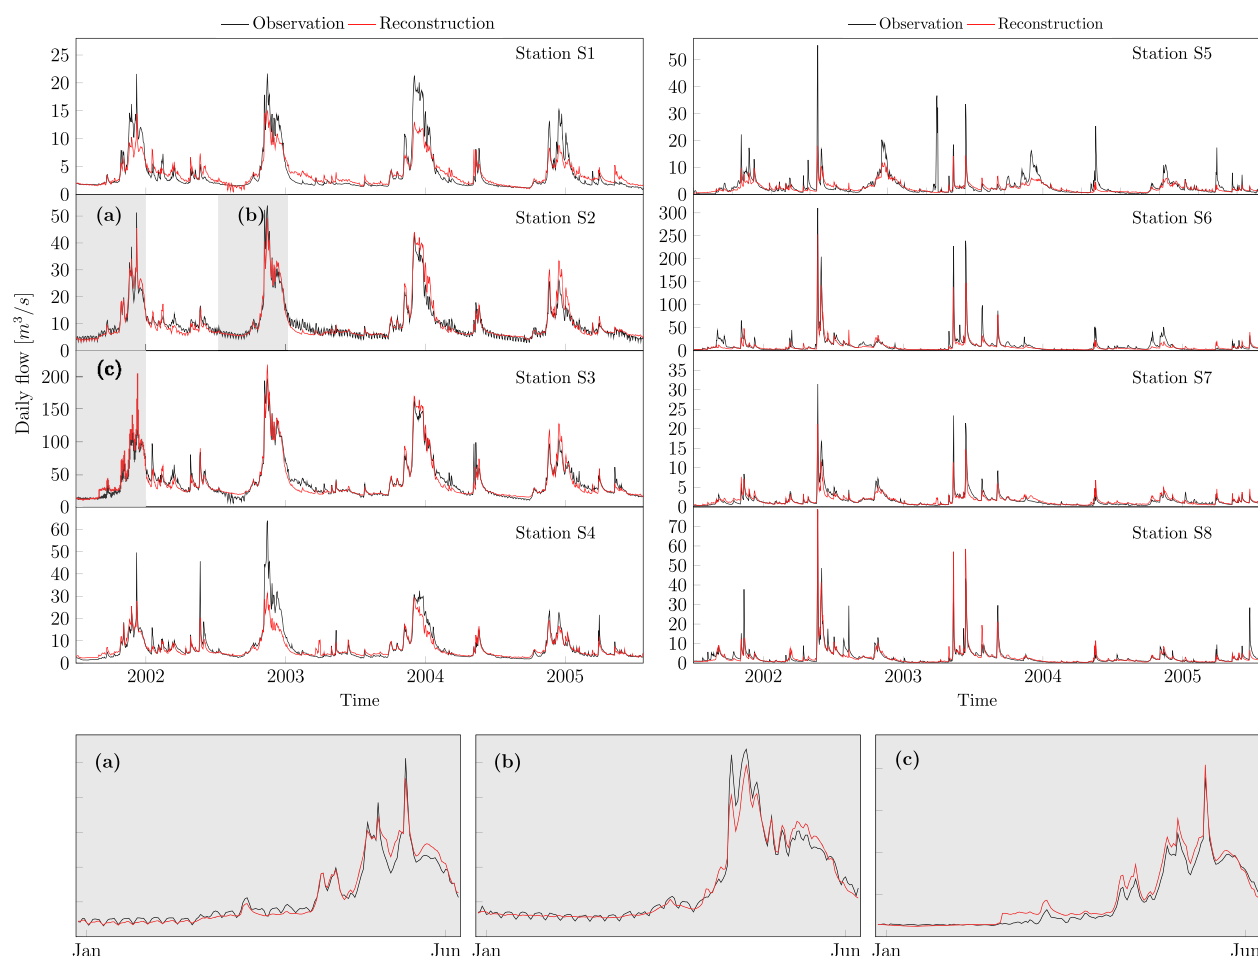 Observation Reconstruction
Station S1
25
20
15
10
5
0
(a)
(b)
Station S2
50
40
30
20
10
0
(c)
Station S3
200
150
100
50
0
Station S4
60
50
40
30
20
10
0
Daily flow [m³/s]
2002 2003 2004 2005
Time
Observation Reconstruction
Station S5
50
40
30
20
10
0
Station S6
300
250
200
150
100
50
0
Station S7
35
30
25
20
15
10
5
0
Station S8
70
60
50
40
30
20
10
0
2002 2003 2004 2005
Time
(a)
Jan Jun
(b)
Jan Jun
(c)
Jan Jun